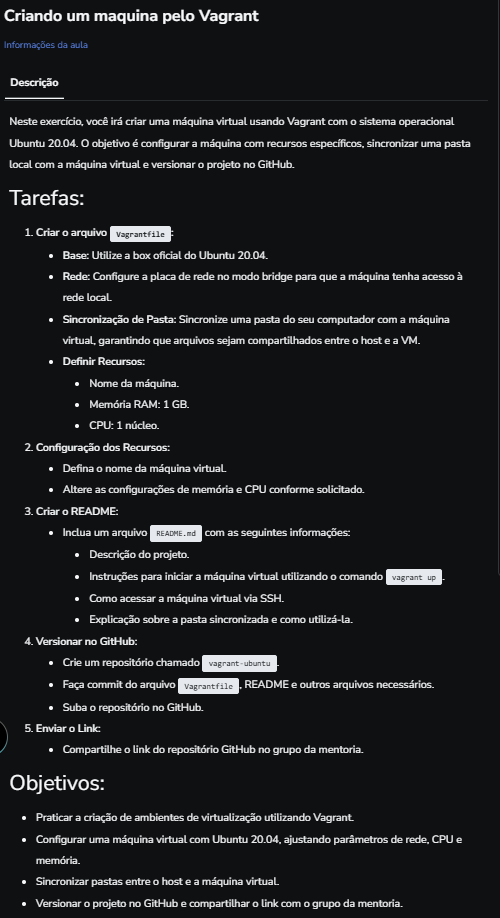 Criando um maquina pelo Vagrant
Informações da aula
Descrição
Neste exercício, você irá criar uma máquina virtual usando Vagrant com o sistema operacional
Ubuntu 20.04. O objetivo é configurar a máquina com recursos específicos, sincronizar uma pasta
local com a máquina virtual e versionar o projeto no GitHub.
Tarefas:
1. Criar o arquivo Vagrantfile:
• Base: Utilize a box oficial do Ubuntu 20.04.
• Rede: Configure a placa de rede no modo bridge para que a máquina tenha acesso à
rede local.
• Sincronização de Pasta: Sincronize uma pasta do seu computador com a máquina
virtual, garantindo que arquivos sejam compartilhados entre o host e a VM.
• Definir Recursos:
• Nome da máquina.
• Memória RAM: 1 GB.
• CPU: 1 núcleo.
2. Configuração dos Recursos:
• Defina o nome da máquina virtual.
• Altere as configurações de memória e CPU conforme solicitado.
3. Criar o README:
• Inclua um arquivo README.md com as seguintes informações:
• Descrição do projeto.
• Instruções para iniciar a máquina virtual utilizando o comando vagrant up.
• Como acessar a máquina virtual via SSH.
• Explicação sobre a pasta sincronizada e como utilizá-la.
4. Versionar no GitHub:
• Crie um repositório chamado vagrant-ubuntu.
• Faça commit do arquivo Vagrantfile, README e outros arquivos necessários.
• Suba o repositório no GitHub.
5. Enviar o Link:
• Compartilhe o link do repositório GitHub no grupo da mentoria.
Objetivos:
• Praticar a criação de ambientes de virtualização utilizando Vagrant.
• Configurar uma máquina virtual com Ubuntu 20.04, ajustando parâmetros de rede, CPU e
memória.
• Sincronizar pastas entre o host e a máquina virtual.
• Versionar o projeto no GitHub e compartilhar o link com o grupo da mentoria.